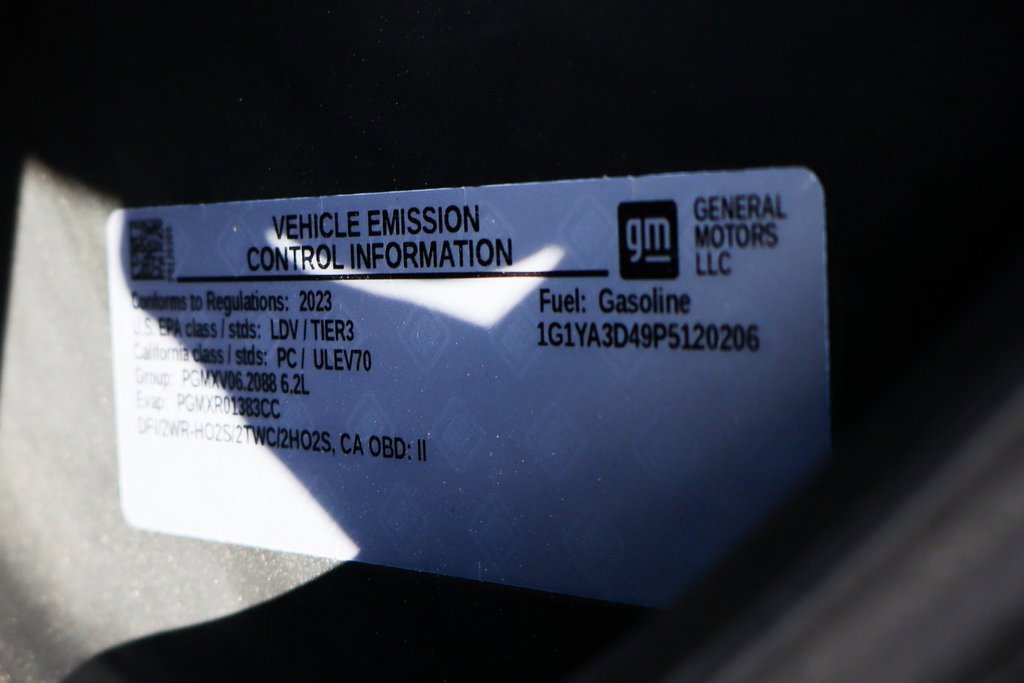 VEHICLE EMISSION
CONTROL INFORMATION
gm
GENERAL
MOTORS
LLC
Conforms to Regulations: 2023
U.S. EPA class / stds: LDV / TIER3
California class / stds: PC / ULEV70
Group: PGMXV06.2088 6.2L
Evap: PGMXR01383CC
DFI/2WR-HO2S/2TWC/2HO2S, CA OBD: II
Fuel: Gasoline
1G1YA3D49P5120206